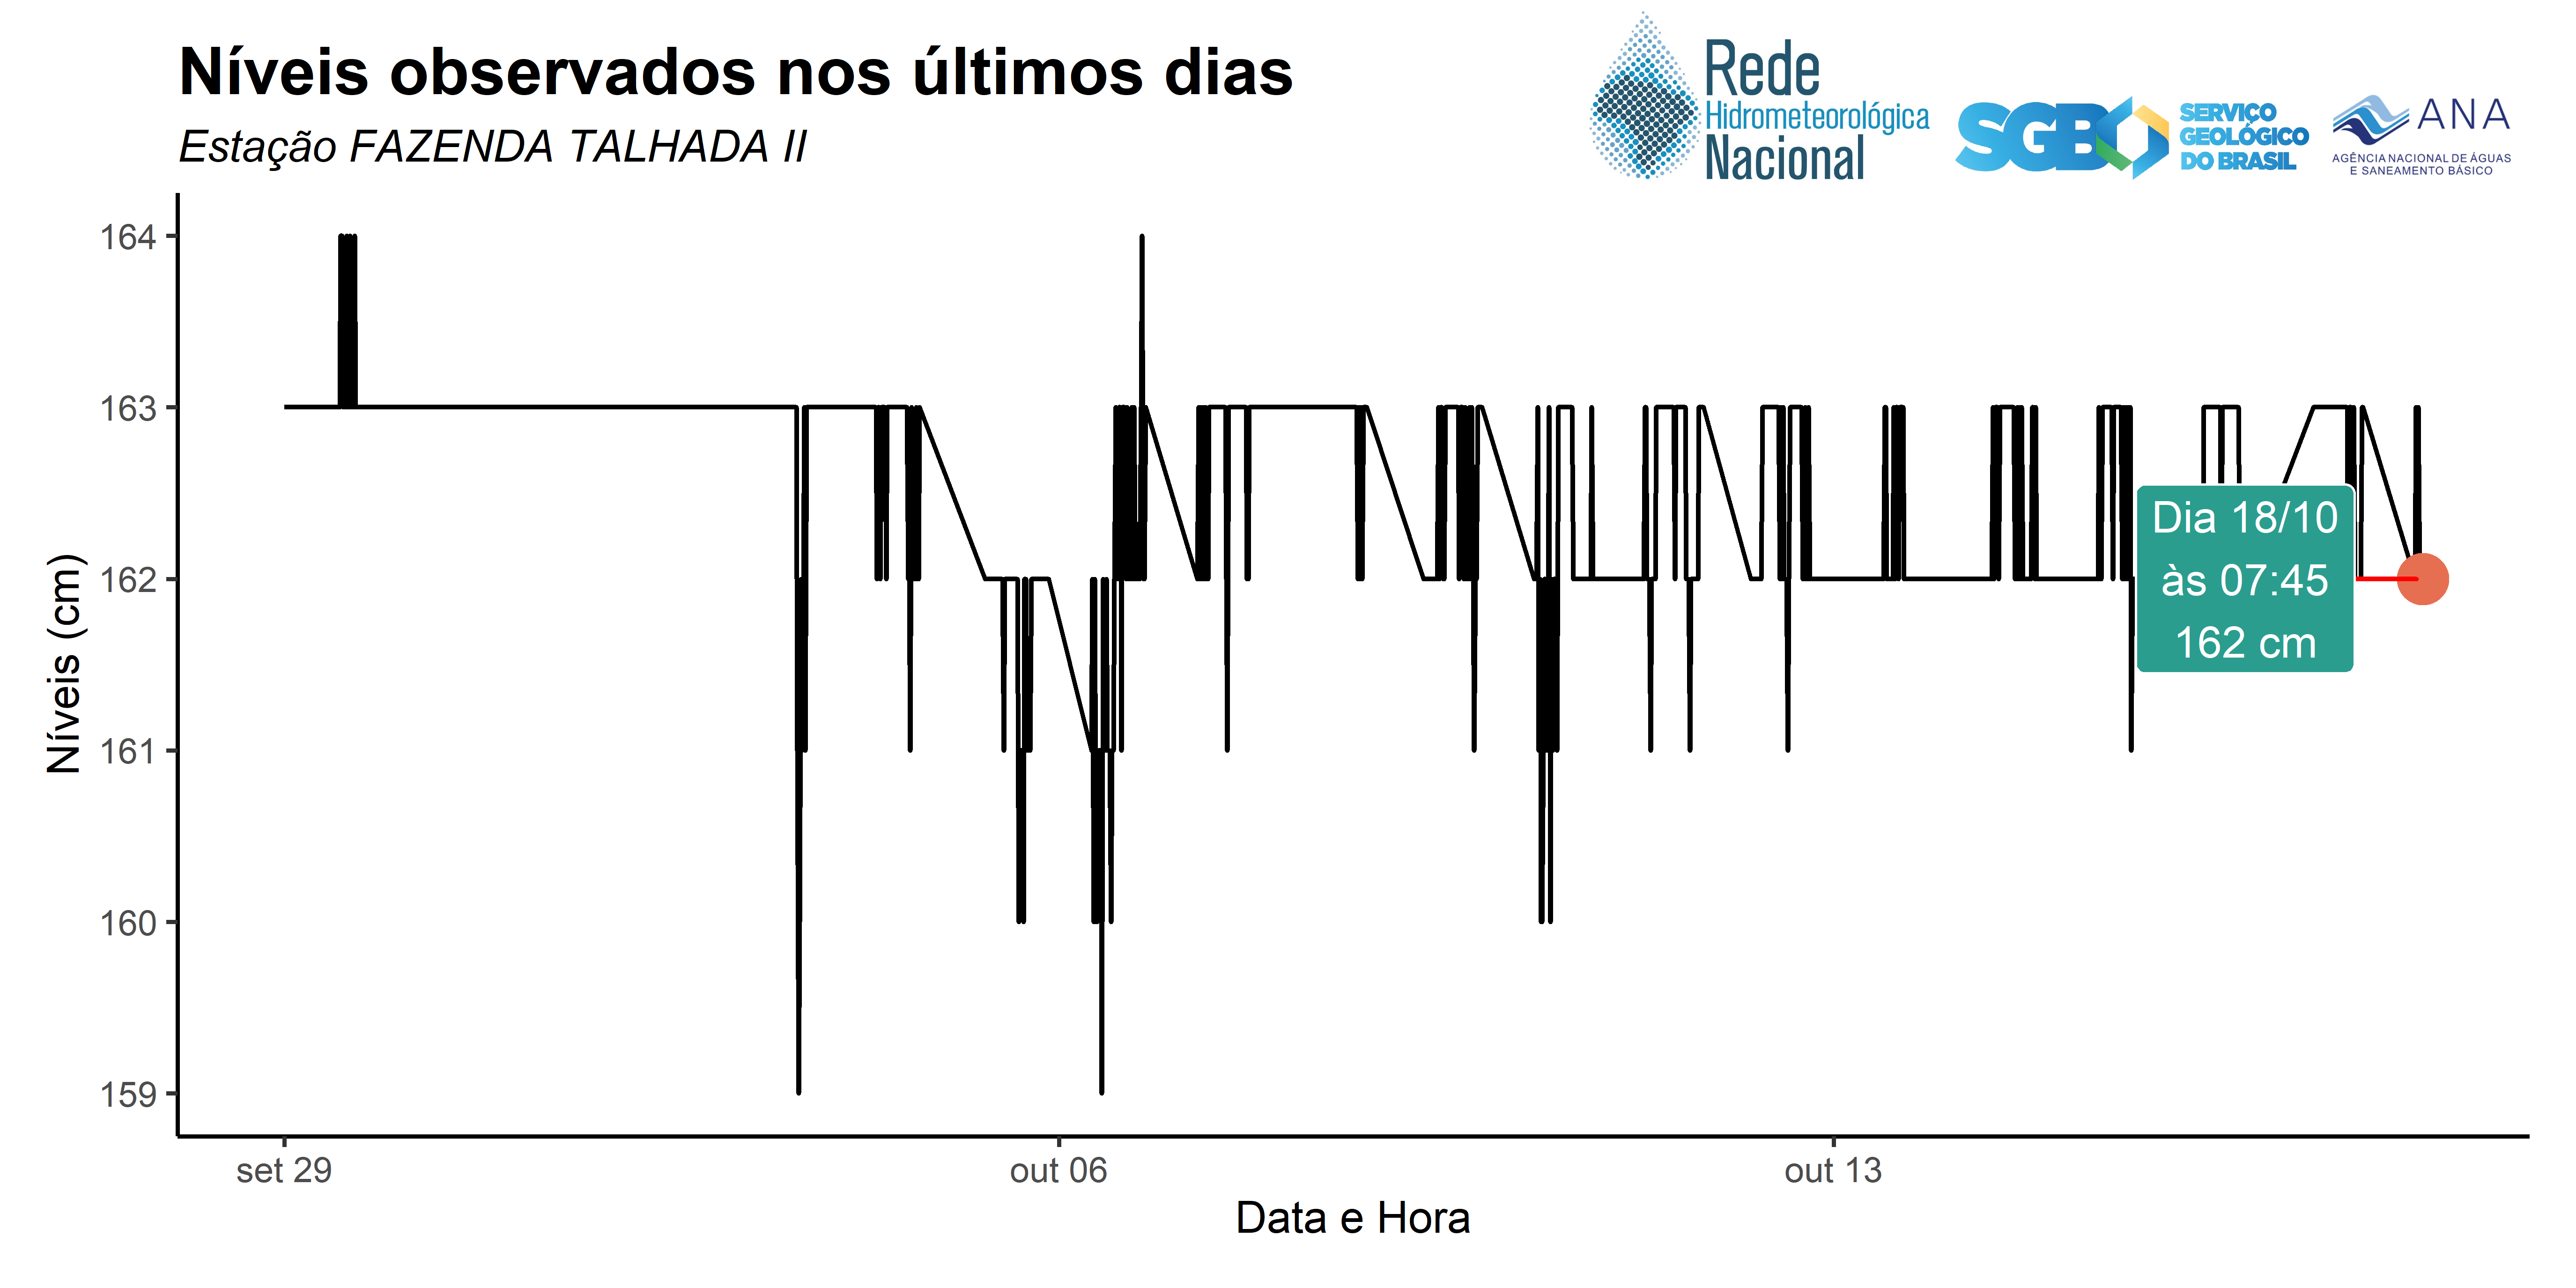 Níveis observados nos últimos dias
Estação FAZENDA TALHADA II
Rede
Hidrometeorológica
Nacional
SGB
SERVIÇO
GEOLÓGICO
DO BRASIL
ANA
AGÊNCIA NACIONAL DE ÁGUAS
E SANEAMENTO BÁSICO
Níveis (cm)
164
163
162
161
160
159
Dia 18/10
às 07:45
162 cm
set 29
out 06
out 13
Data e Hora